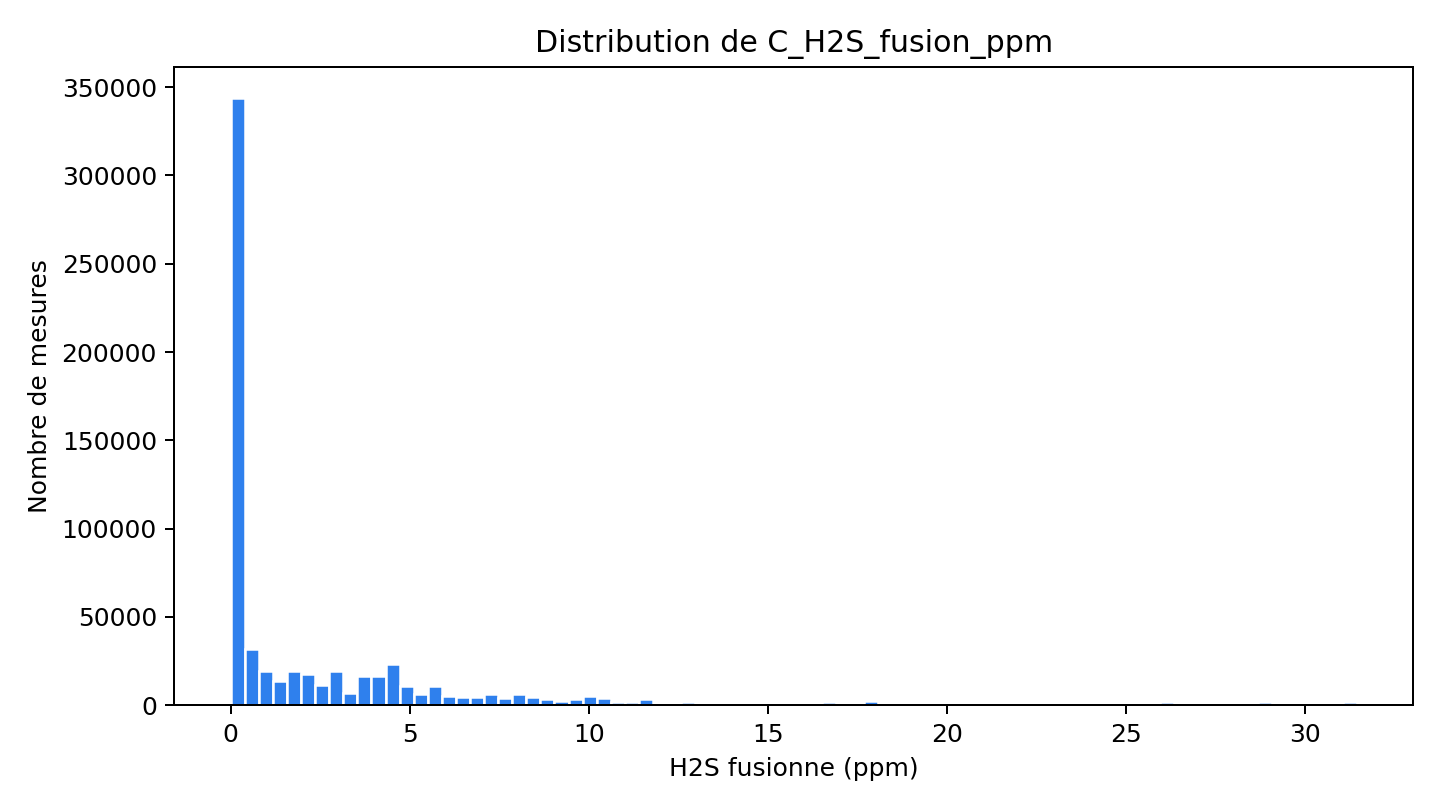 Distribution de C_H2S_fusion_ppm
Nombre de mesures
350000
300000
250000
200000
150000
100000
50000
0
0 5 10 15 20 25 30
H2S fusionne (ppm)